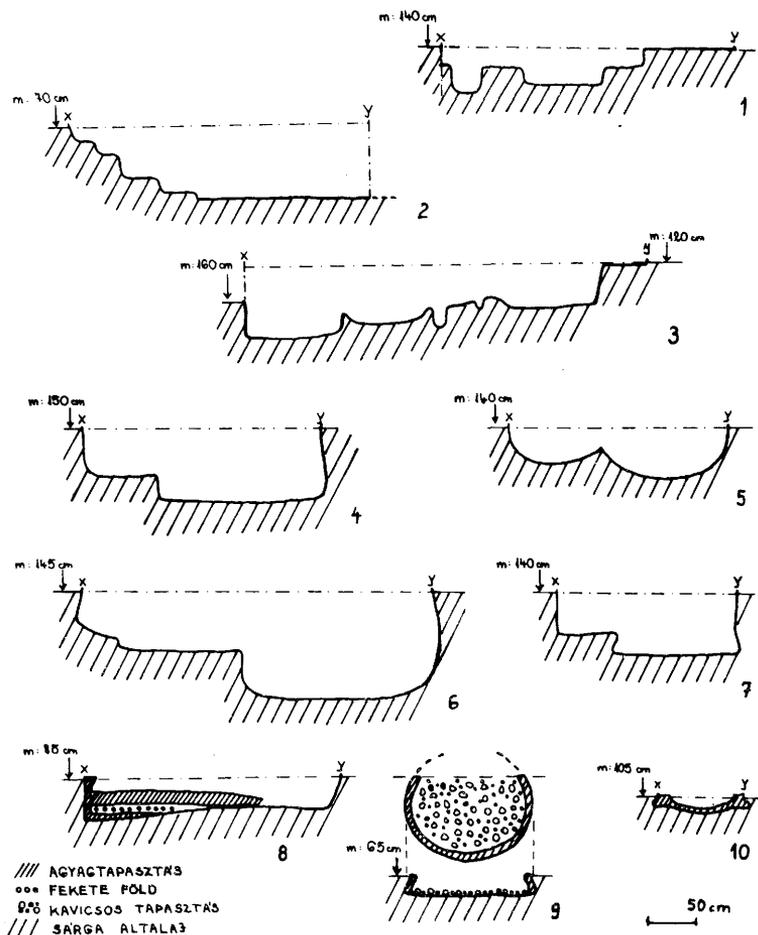 m: 140 cm
x
y
1
m: 70 cm
x
y
2
m: 160 cm
x
y
m: 120 cm
3
m: 150 cm
x
y
4
m: 140 cm
x
y
5
m: 145 cm
x
y
6
m: 140 cm
x
y
7
m: 85 cm
x
y
8
m: 65 cm
9
m: 105 cm
x
y
10
AGYAGTAPASZTÁS
FEKETE FÖLD
KAVICSOS TAPASZTÁS
SÁRGA ALTALAJ
50 cm